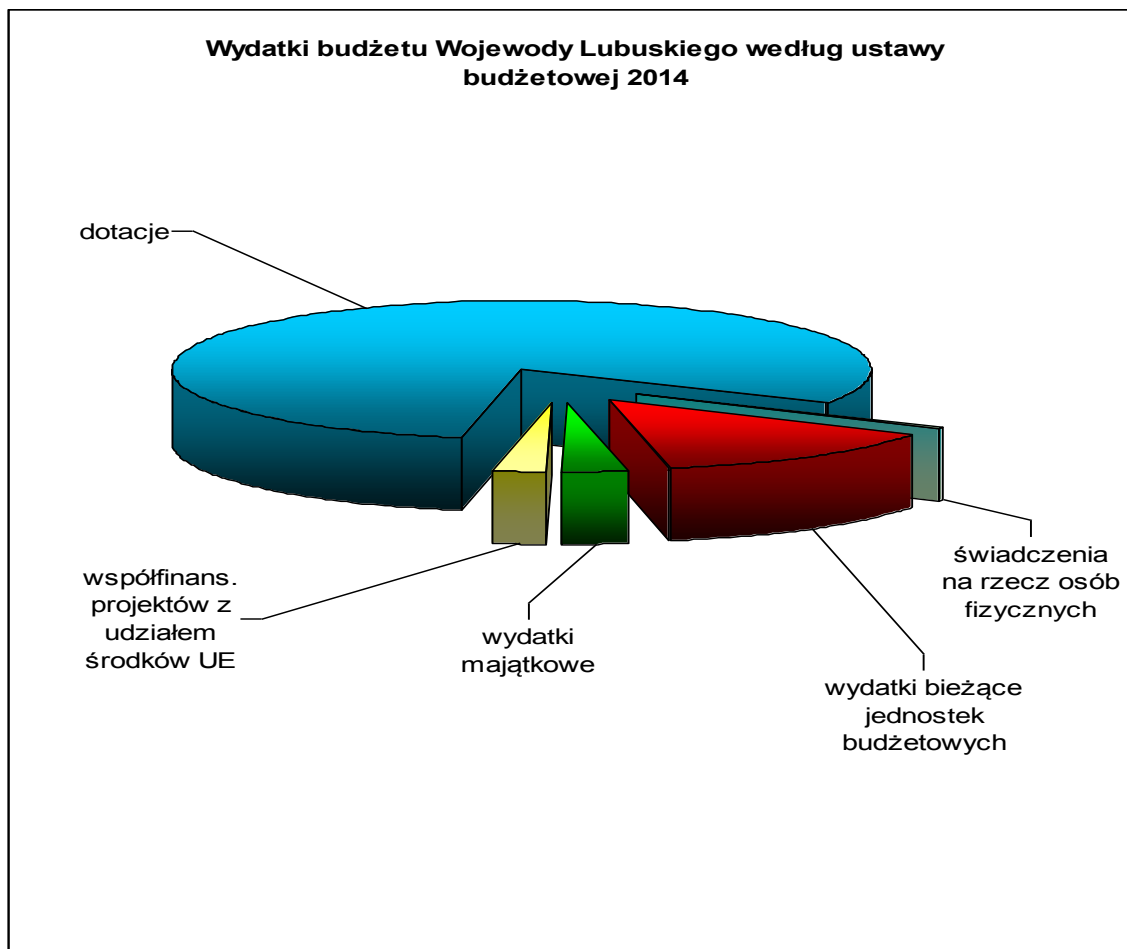 Wydatki budżetu Wojewody Lubuskiego według ustawy
budżetowej 2014
dotacje
świadczenia
na rzecz osób
fizycznych
wydatki bieżące
jednostek
budżetowych
wydatki
majątkowe
współfinans.
projektów z
udziałem
środków UE